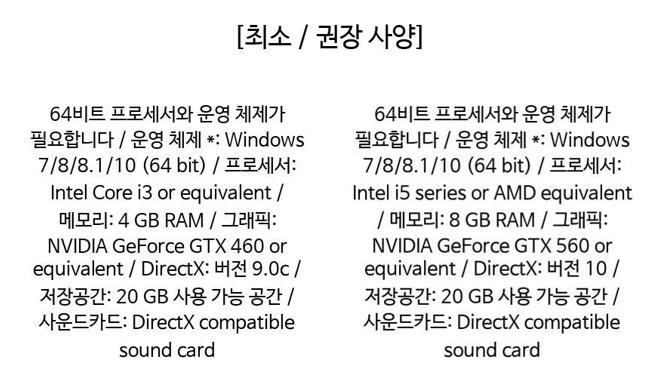 [최소 / 권장 사양]
64비트 프로세서와 운영 체제가
필요합니다 / 운영 체제 *: Windows
7/8/8.1/10 (64 bit) / 프로세서:
Intel Core i3 or equivalent /
메모리: 4 GB RAM / 그래픽:
NVIDIA GeForce GTX 460 or
equivalent / DirectX: 버전 9.0c /
저장공간: 20 GB 사용 가능 공간 /
사운드카드: DirectX compatible
sound card
64비트 프로세서와 운영 체제가
필요합니다 / 운영 체제 *: Windows
7/8/8.1/10 (64 bit) / 프로세서:
Intel i5 series or AMD equivalent
/ 메모리: 8 GB RAM / 그래픽:
NVIDIA GeForce GTX 560 or
equivalent / DirectX: 버전 10 /
저장공간: 20 GB 사용 가능 공간 /
사운드카드: DirectX compatible
sound card